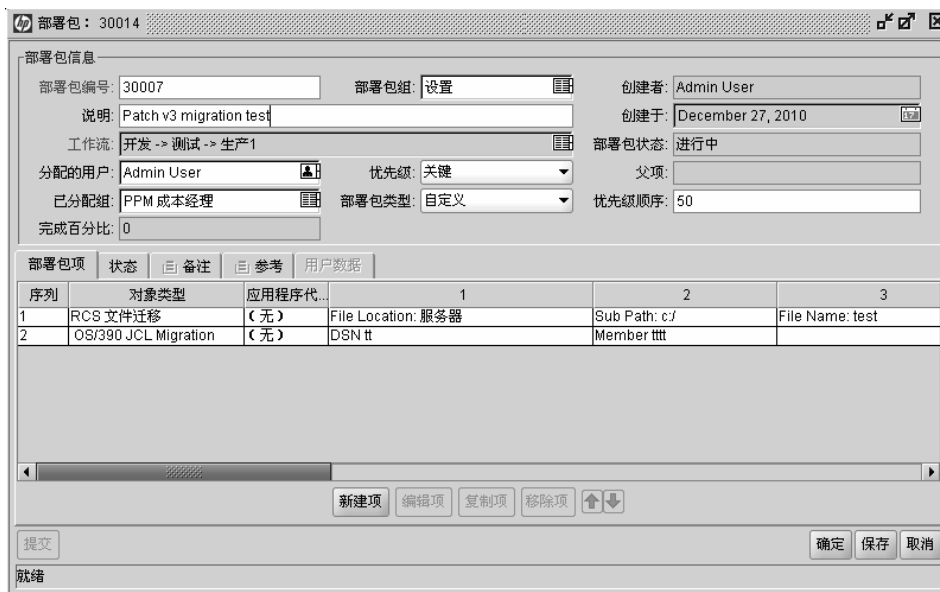 hp 部署包：30014
部署包信息
部署包编号: 30007 部署包组: 设置 创建者: Admin User
说明: Patch v3 migration test 创建于: December 27, 2010
工作流: 开发 -> 测试 -> 生产1 部署包状态: 进行中
分配的用户: Admin User 优先级: 关键 父项:
已分配组: PPM 成本经理 部署包类型: 自定义 优先级顺序: 50
完成百分比: 0
部署包项 状态 备注 参考 用户数据
序列 对象类型 应用程序代... 1 2 3
1 RCS 文件迁移 （无） File Location: 服务器 Sub Path: c:/ File Name: test
2 OS/390 JCL Migration （无） DSN tt Member tttt
新建项 编辑项 复制项 移除项
提交 确定 保存 取消
就绪